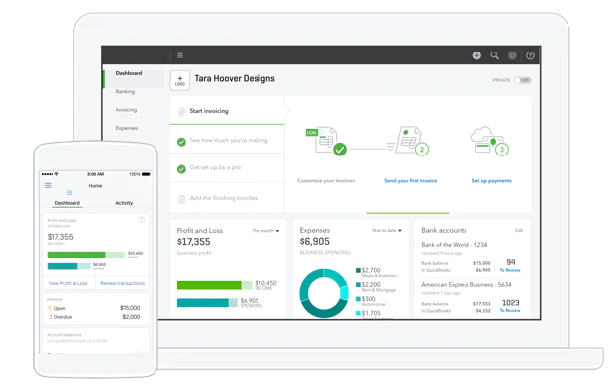 Dashboard
Banking
Invoicing
Expenses
+
LOGO
Tara Hoover Designs
PRIVATE OFF
Start invoicing
See how much you're making
Get set up by a pro
Add the finishing touches
LOGO
2
3
Customize your invoices
Send your first invoice
Set up payments
Profit and Loss
This month
$17,355
business profit
$10,450
INCOME
$6,905
SPENDING
Expenses
Year to date
$6,905
BUSINESS SPENDING
$2,700
Meals & Entertain...
$2,200
Rent & Mortgage
$300
Automotive
$1,705
Bank accounts
Edit
Bank of the Word - 1234
Updated 4 days ago
Bank balance $15,000
In QuickBooks $6,905
94
To Review
American Express Business - 5634
Updated 1 day ago
Bank balance $17,553
In QuickBooks $4,332
1023
To Review
9:08 AM
100%
Home
Dashboard
Activity
Profit and Loss
$17,355
$10,450
$6,905
View Profit & Loss
Review transactions
Invoices
Open $15,000
Overdue $2,000
Account balances